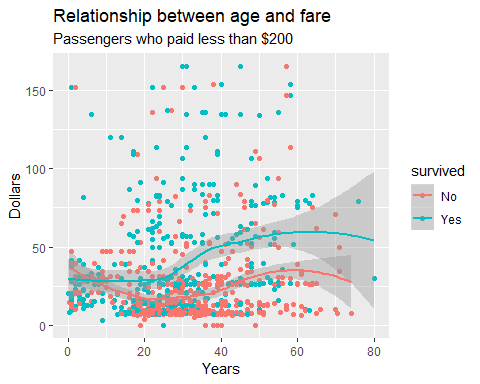 Relationship between age and fare
Passengers who paid less than $200
150
100
50
0
Dollars
0
20
40
60
80
Years
survived
No
Yes